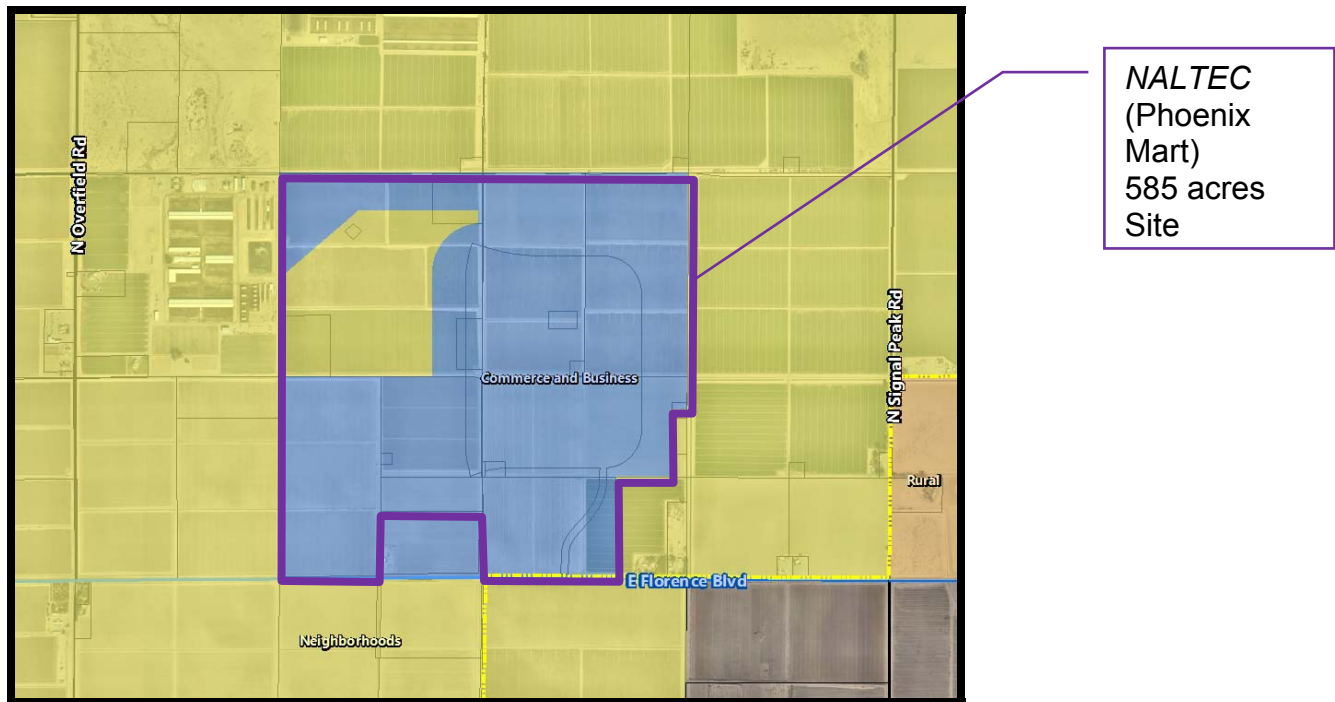 NALTEC
(Phoenix
Mart)
585 acres
Site
N Overfield Rd
N Signal Peak Rd
Commerce and Business
Rural
E Florence Blvd
Neighborhoods